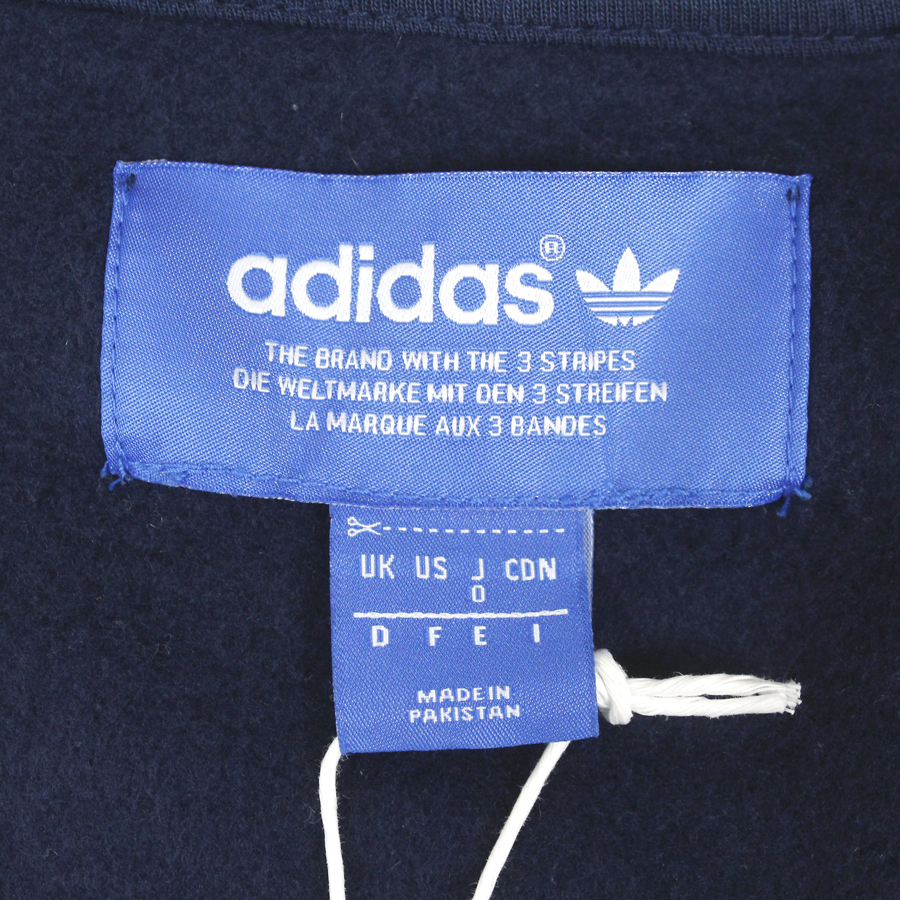 adidas®
THE BRAND WITH THE 3 STRIPES
DIE WELTMARKE MIT DEN 3 STREIFEN
LA MARQUE AUX 3 BANDES
UK US J CDN
O
D F E I
MADE IN
PAKISTAN